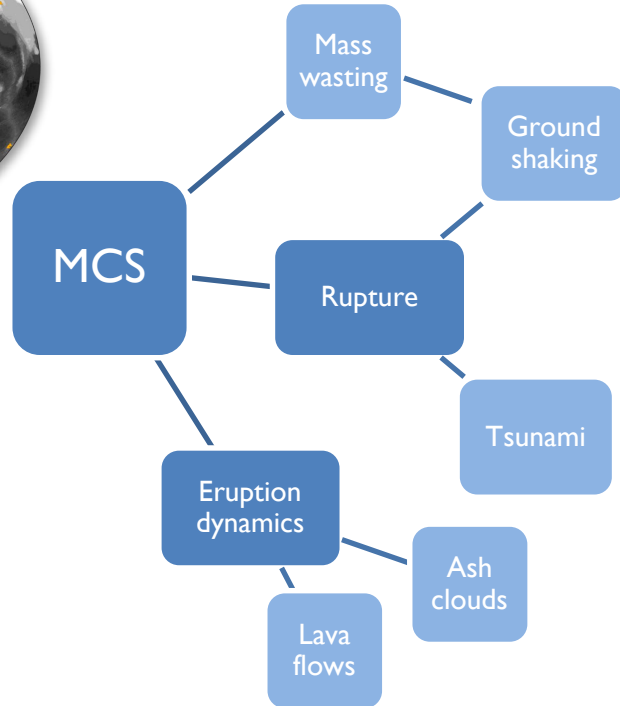 Mass
wasting
Ground
shaking
MCS
Rupture
Tsunami
Eruption
dynamics
Ash
clouds
Lava
flows